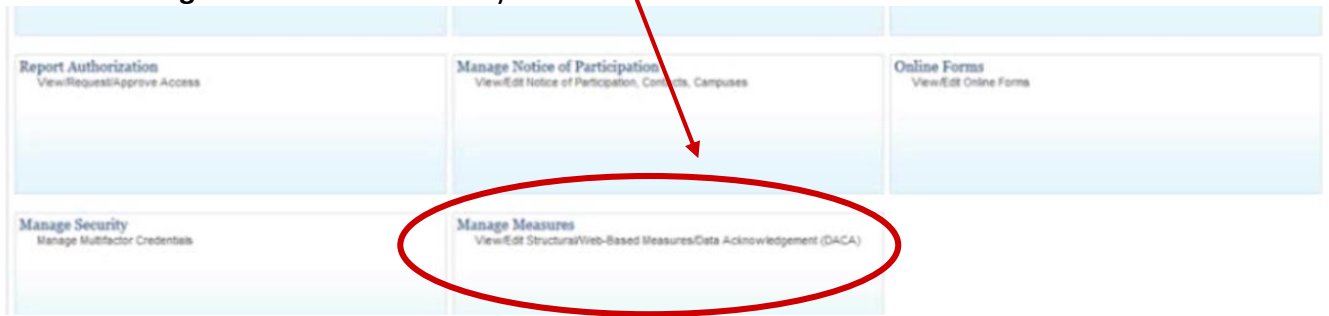 Report Authorization
View/Request/Approve Access
Manage Notice of Participation
View/Edit Notice of Participation, Contacts, Campuses
Online Forms
View/Edit Online Forms
Manage Security
Manage Multifactor Credentials
Manage Measures
View/Edit Structural/Web-Based Measures/Data Acknowledgement (DACA)